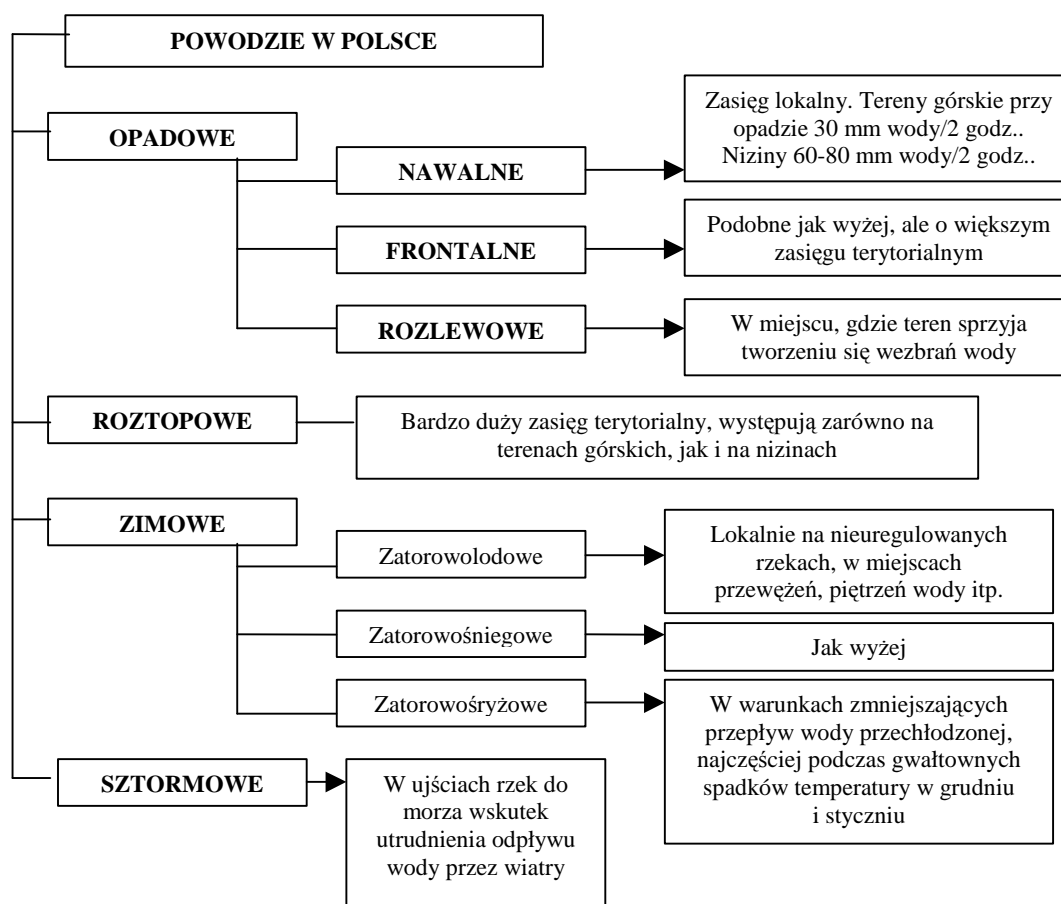 POWODZIE W POLSCE
OPADOWE
NAWALNE
Zasięg lokalny. Tereny górskie przy
opadzie 30 mm wody/2 godz..
Niziny 60-80 mm wody/2 godz..
FRONTALNE
Podobne jak wyżej, ale o większym
zasięgu terytorialnym
ROZLEWOWE
W miejscu, gdzie teren sprzyja
tworzeniu się wezbrań wody
ROZTOPOWE
Bardzo duży zasięg terytorialny, występują zarówno na
terenach górskich, jak i na nizinach
ZIMOWE
Zatorowolodowe
Lokalnie na nieuregulowanych
rzekach, w miejscach
przewężeń, piętrzeń wody itp.
Zatorowośniegowe
Jak wyżej
Zatorowośryżowe
W warunkach zmniejszających
przepływ wody przechłodzonej,
najczęściej podczas gwałtownych
spadków temperatury w grudniu
i styczniu
SZTORMOWE
W ujściach rzek do
morza wskutek
utrudnienia odpływu
wody przez wiatry